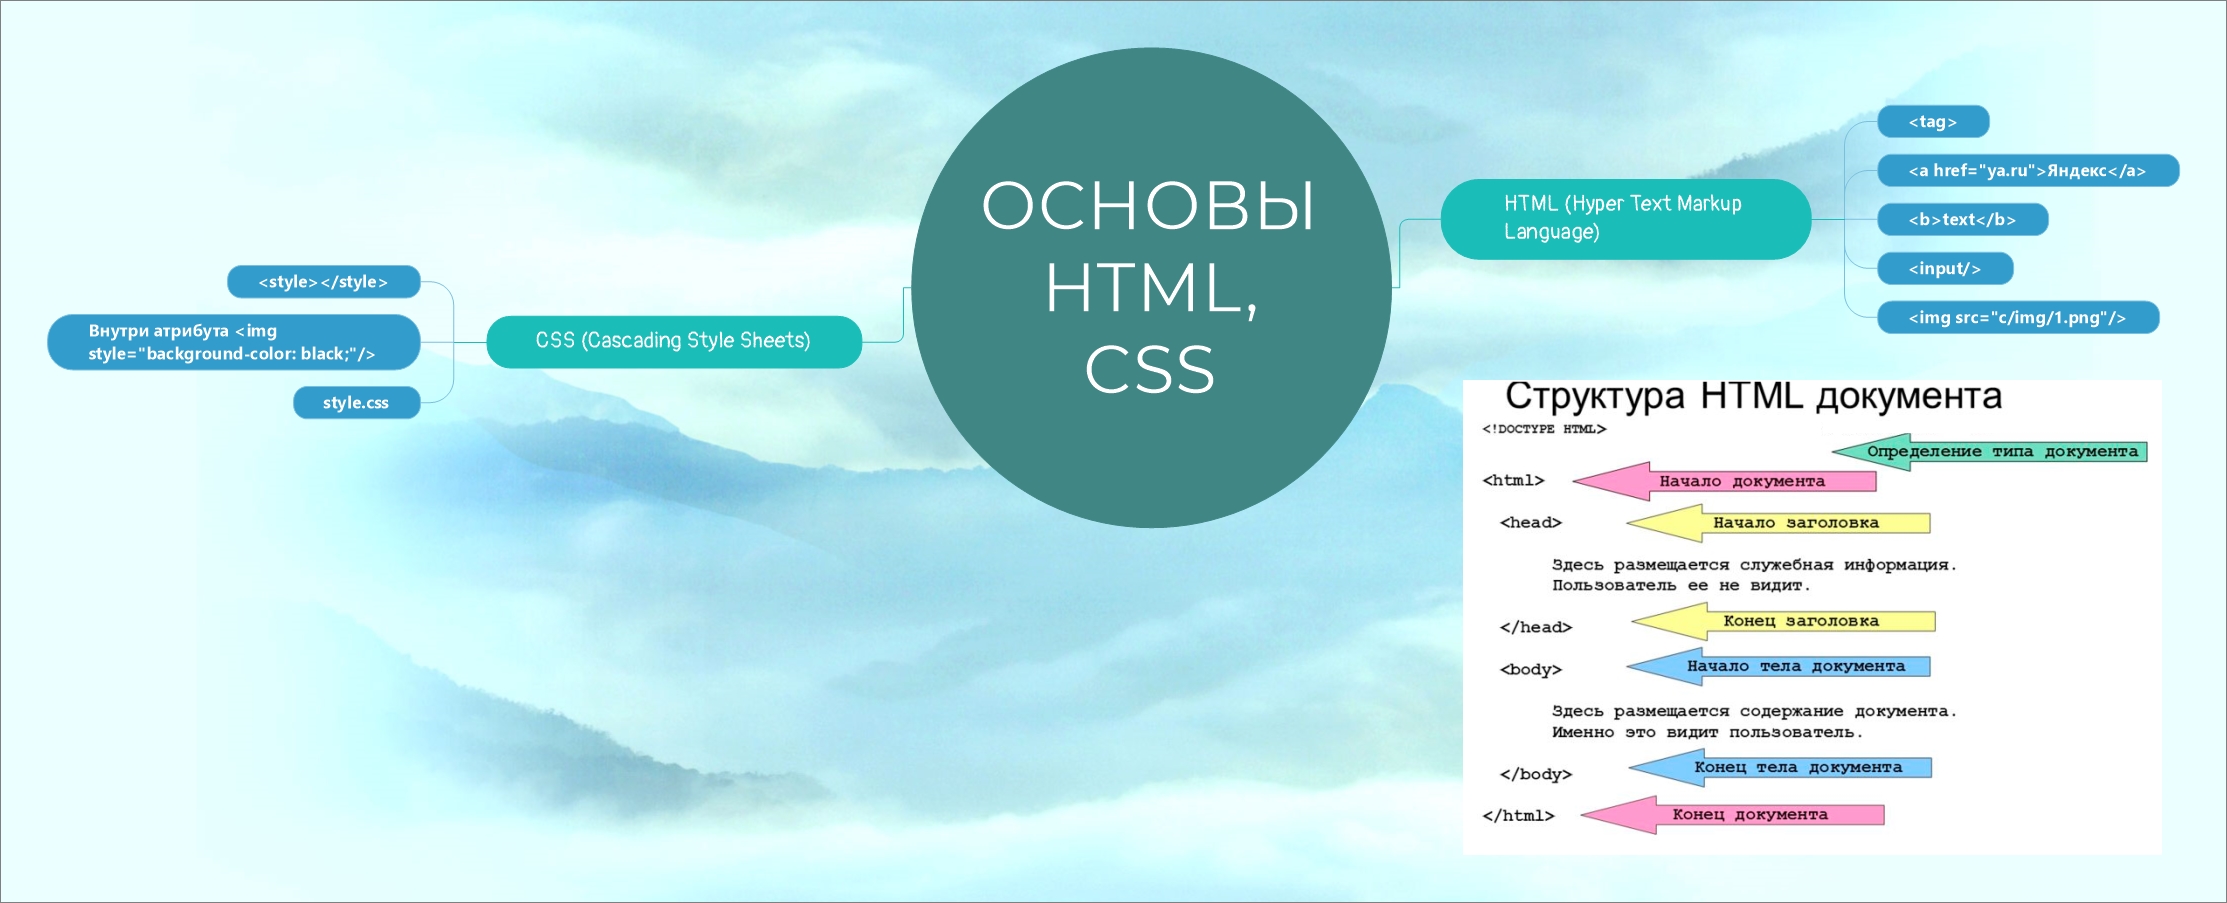 ОСНОВЫ
HTML,
CSS
CSS (Cascading Style Sheets)
<style></style>
Внутри атрибута <img
style="background-color: black;"/>
style.css
HTML (Hyper Text Markup
Language)
<tag>
<a href="ya.ru">Яндекс</a>
<b>text</b>
<input/>
<img src="c/img/1.png"/>
Структура HTML документа
<!DOCTYPE HTML>
Определение типа документа
<html> Начало документа
<head> Начало заголовка
Здесь размещается служебная информация.
Пользователь ее не видит.
</head> Конец заголовка
<body> Начало тела документа
Здесь размещается содержание документа.
Именно это видит пользователь.
</body> Конец тела документа
</html> Конец документа